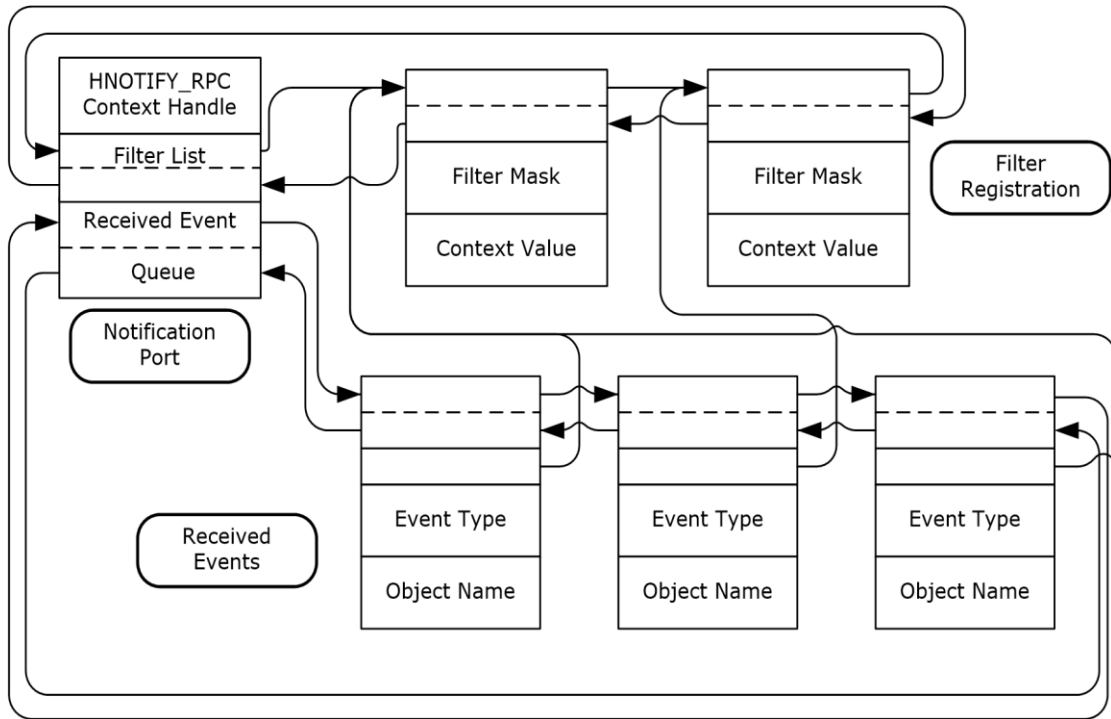 HNOTIFY_RPC
Context Handle
Filter List
Received Event
Queue
Notification
Port
Filter Mask
Context Value
Filter Mask
Context Value
Filter
Registration
Received
Events
Event Type
Object Name
Event Type
Object Name
Event Type
Object Name